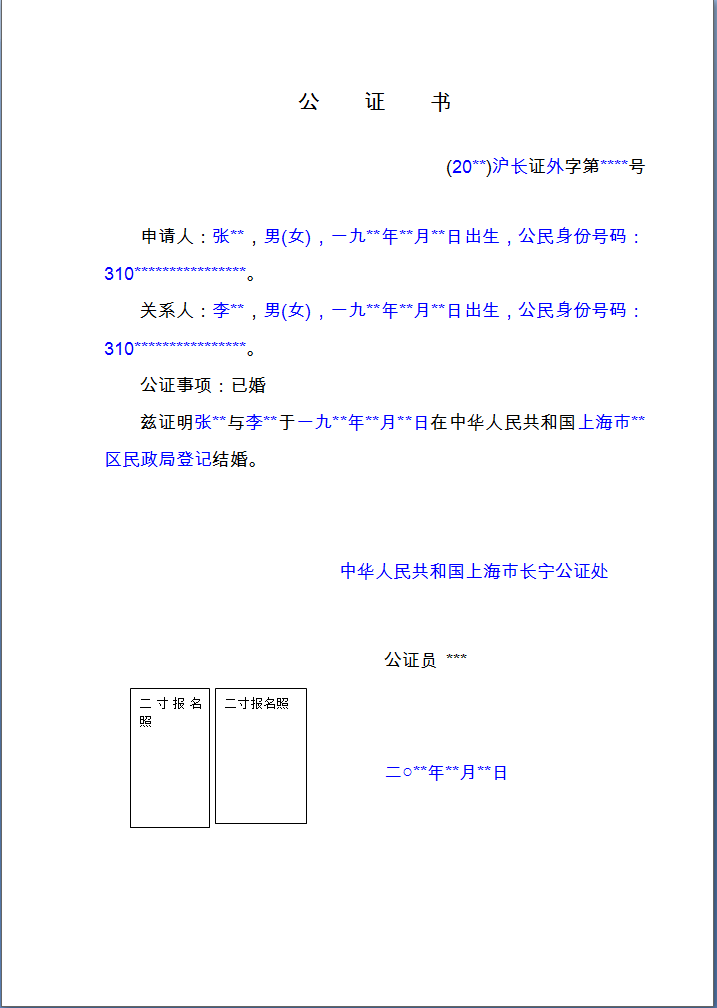 公 证 书
(20**)沪长证外字第****号
申请人：张**，男(女)，一九**年**月**日出生，公民身份号码：
310****************。
关系人：李**，男(女)，一九**年**月**日出生，公民身份号码：
310****************。
公证事项：已婚
兹证明张**与李**于一九**年**月**日在中华人民共和国上海市**
区民政局登记结婚。
中华人民共和国上海市长宁公证处
公证员 ***
二寸报名
照
二寸报名照
二○**年**月**日